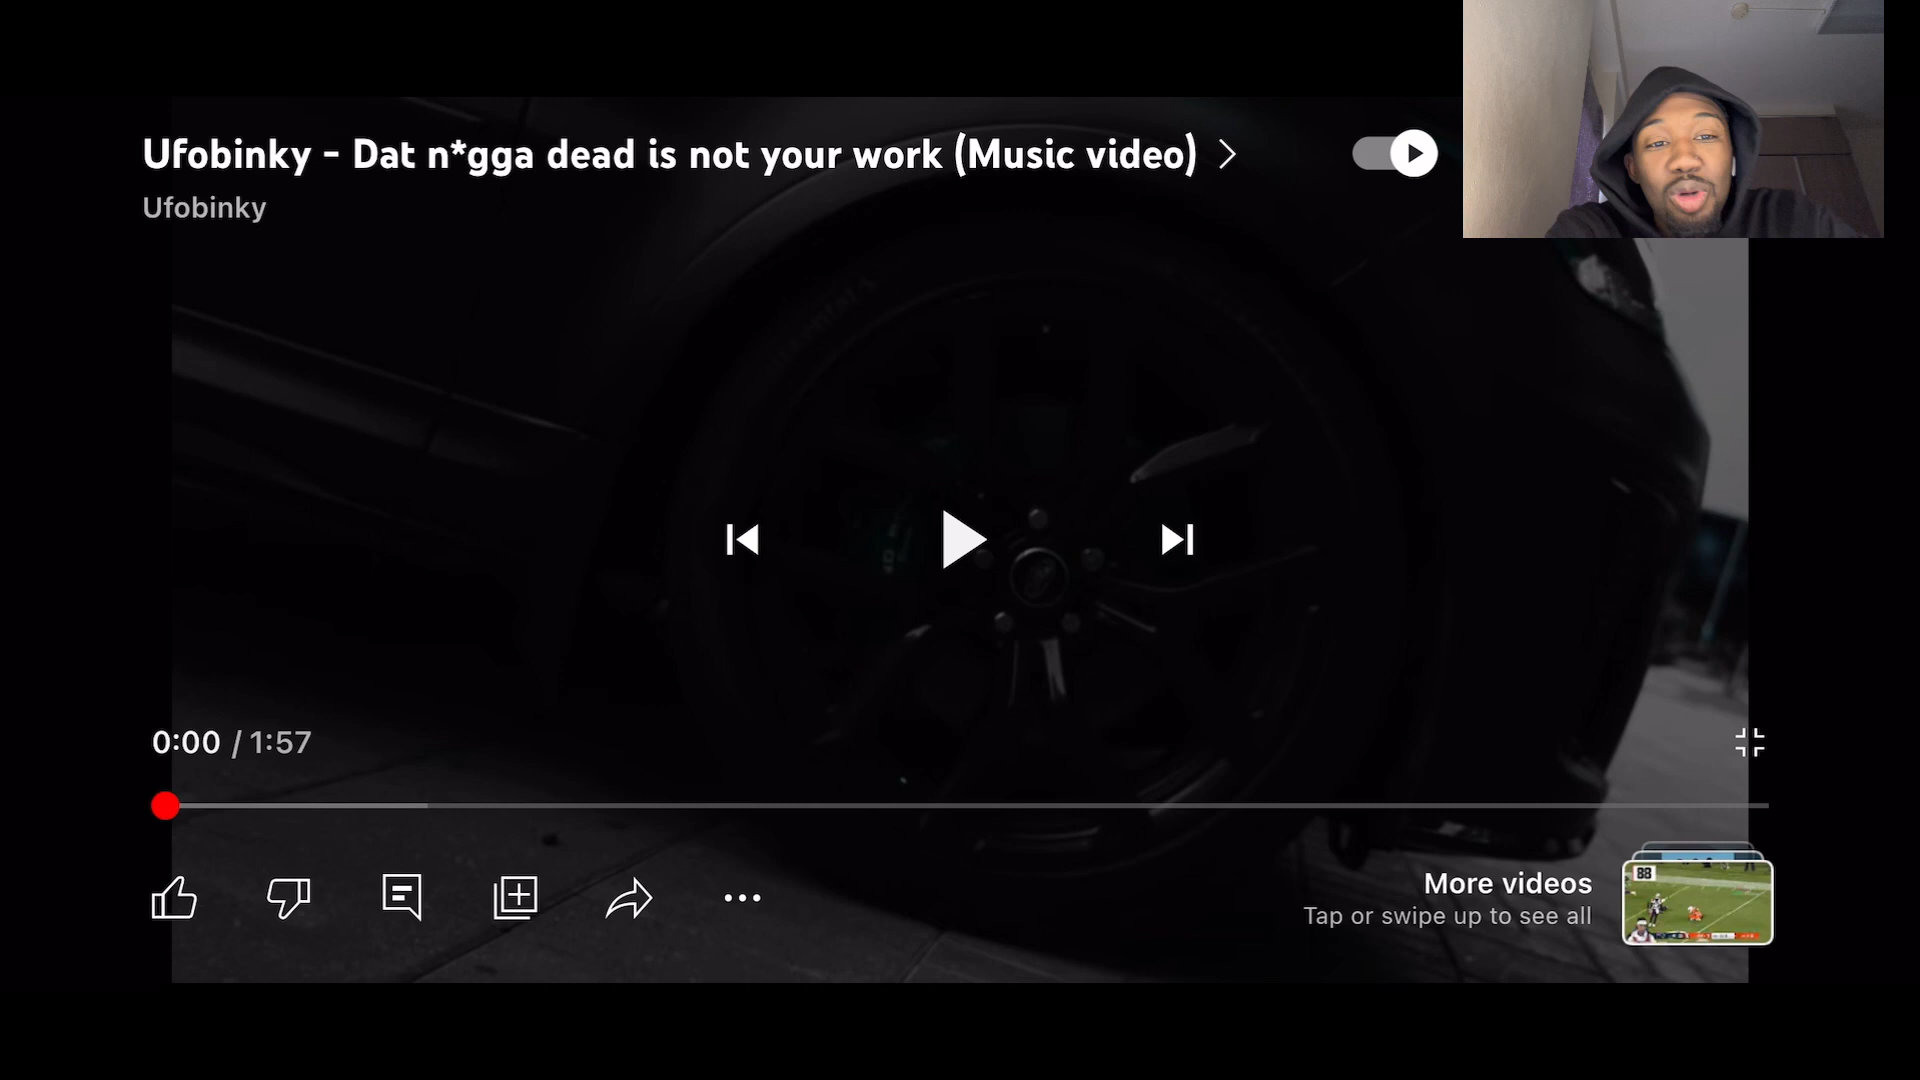 Ufobinky - Dat n*gga dead is not your work (Music video)
Ufobinky
0:00 / 1:57
More videos
Tap or swipe up to see all
88